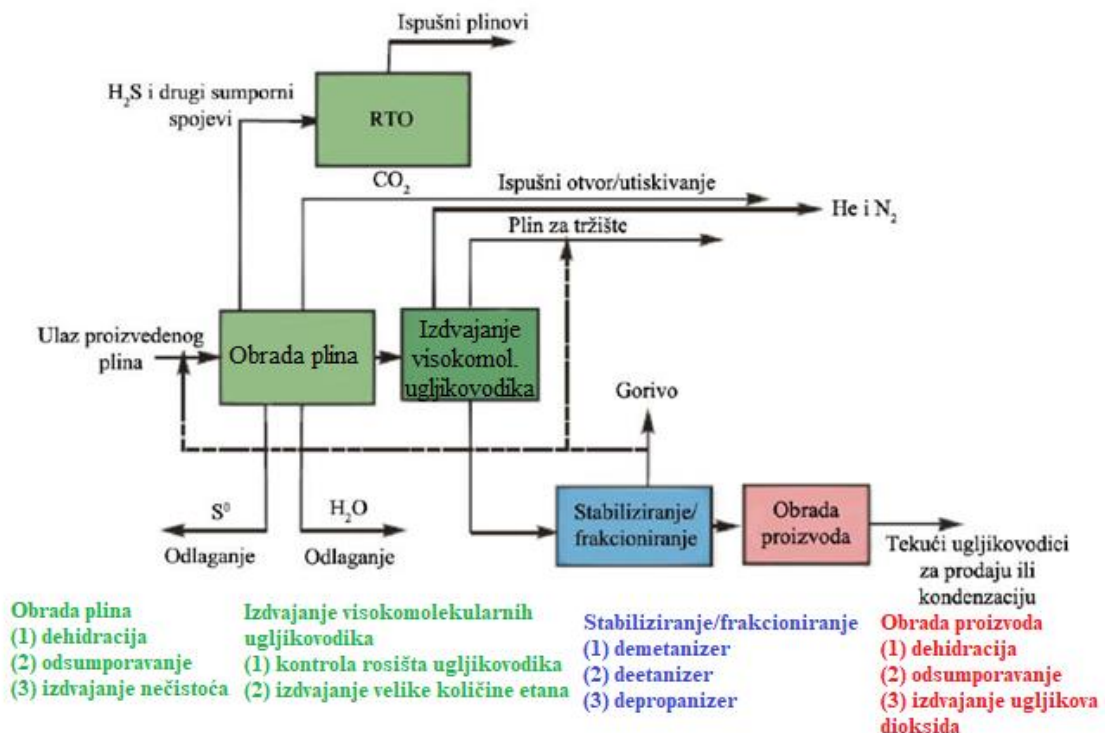 Ispušni plinovi
H₂S i drugi sumporni
spojevi
RTO
CO₂
Ispušni otvor/utiskivanje
He i N₂
Plin za tržište
Ulaz proizvedenog
plina
Obrada plina
Izdvajanje
visokomol.
ugljikovodika
Gorivo
S⁰
Odlaganje
H₂O
Odlaganje
Stabiliziranje/
frakcioniranje
Obrada
proizvoda
Tekući ugljikovodici
za prodaju ili
kondenzaciju
Obrada plina
(1) dehidracija
(2) odsumporavanje
(3) izdvajanje nečistoća
Izdvajanje visokomolekularnih
ugljikovodika
(1) kontrola rosišta ugljikovodika
(2) izdvajanje velike količine etana
Stabiliziranje/frakcioniranje
(1) demetanizer
(2) deetanizer
(3) depropanizer
Obrada proizvoda
(1) dehidracija
(2) odsumporavanje
(3) izdvajanje ugljikova
dioksida